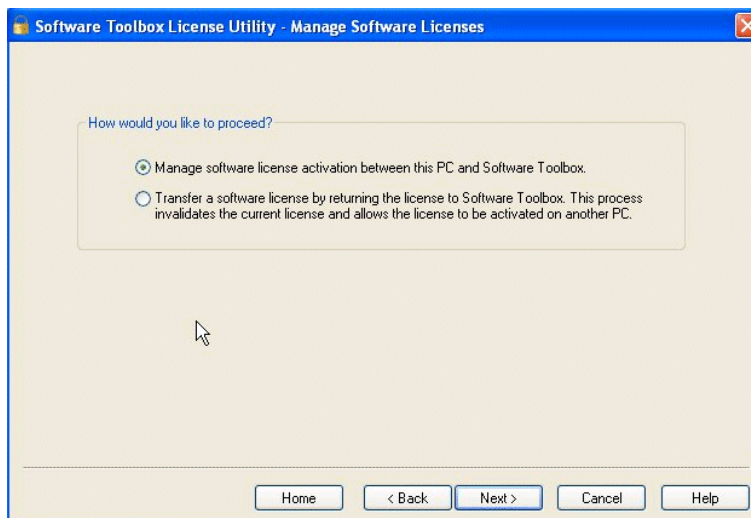 Software Toolbox License Utility - Manage Software Licenses
How would you like to proceed?
Manage software license activation between this PC and Software Toolbox.
Transfer a software license by returning the license to Software Toolbox. This process
invalidates the current license and allows the license to be activated on another PC.
Home < Back Next > Cancel Help